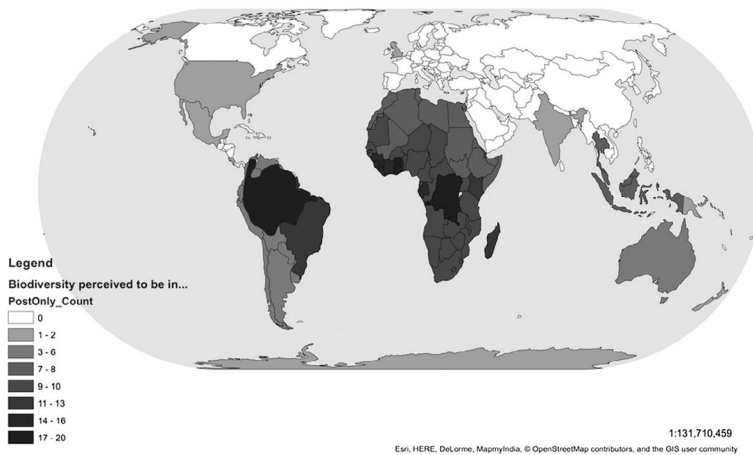 Legend
Biodiversity perceived to be in...
PostOnly_Count
0
1 - 2
3 - 6
7 - 8
9 - 10
11 - 13
14 - 16
17 - 20
1:131,710,459
Esri, HERE, DeLorme, MapmyIndia, © OpenStreetMap contributors, and the GIS user community